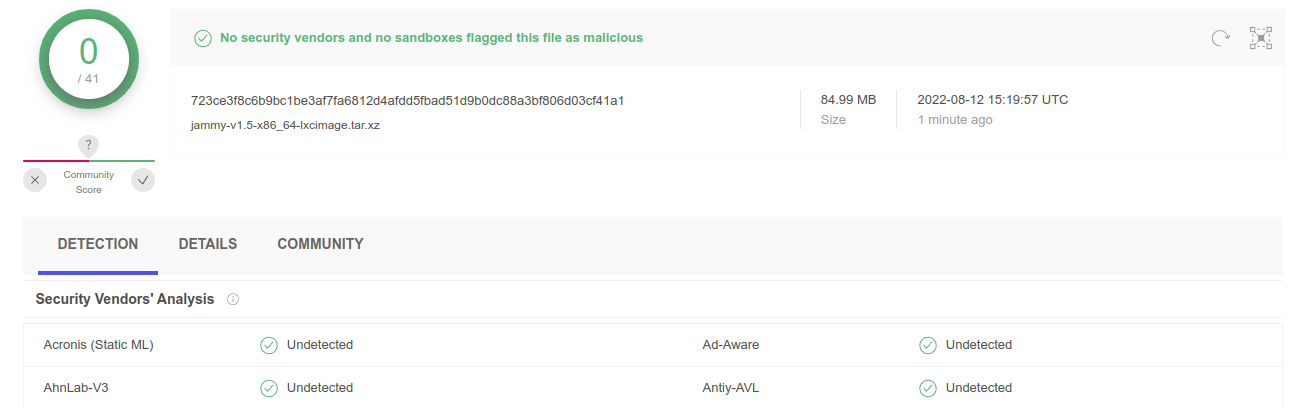 0
/ 41
?
Community
Score
No security vendors and no sandboxes flagged this file as malicious
723ce3f8c6b9bc1be3af7fa6812d4afdd5fbad51d9b0dc88a3bf806d03cf41a1
jammy-v1.5-x86_64-lxcimage.tar.xz
84.99 MB
Size
2022-08-12 15:19:57 UTC
1 minute ago
DETECTION DETAILS COMMUNITY
Security Vendors' Analysis
Acronis (Static ML) Undetected Ad-Aware Undetected
AhnLab-V3 Undetected Antiy-AVL Undetected